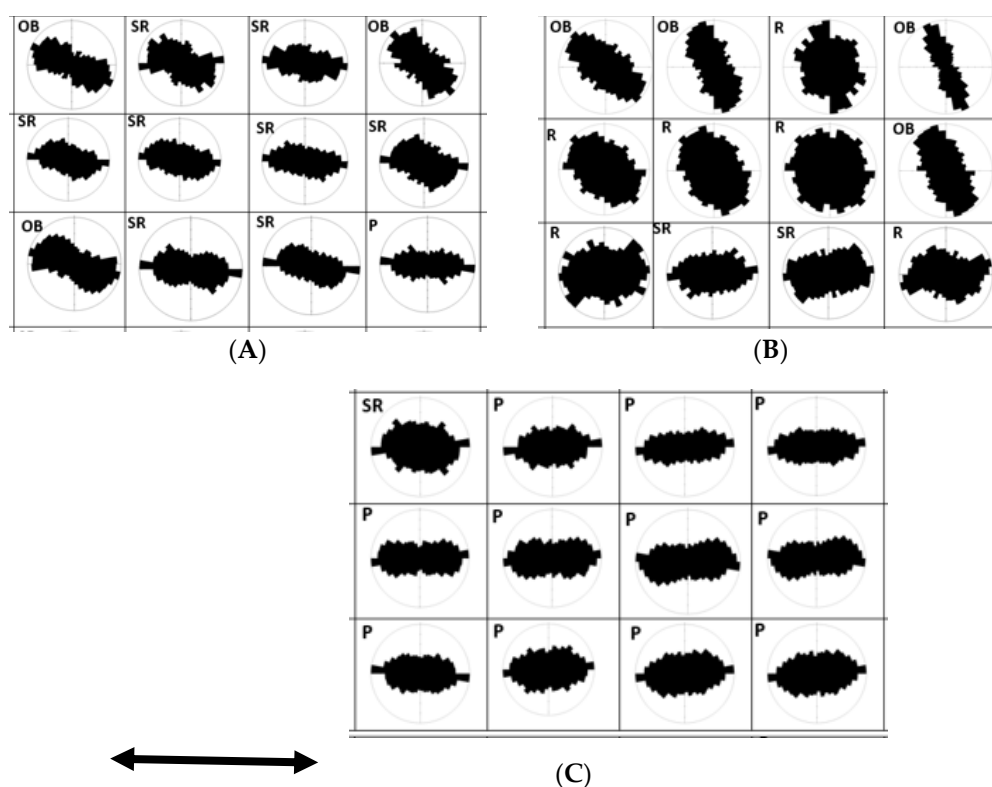 OB SR SR OB
SR SR SR SR
OB SR SR P
(A)
OB OB R OB
R R R OB
R SR SR R
(B)
SR P P P
P P P P
P P P P
(C)